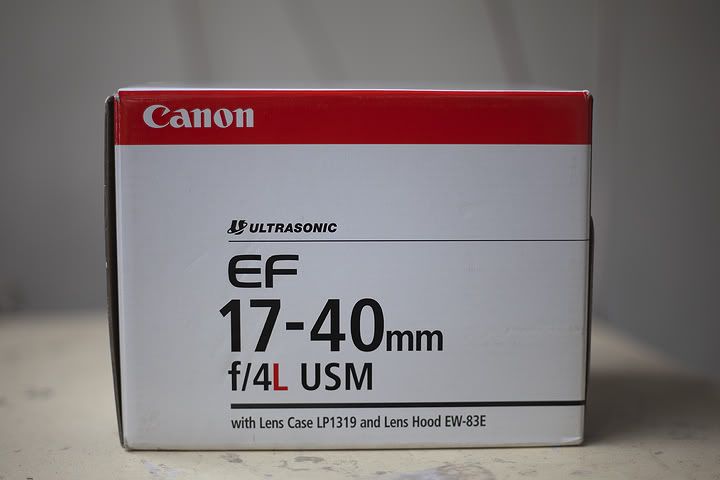 Canon
ULTRASONIC
EF
17-40mm
f/4L USM
with Lens Case LP1319 and Lens Hood EW-83E